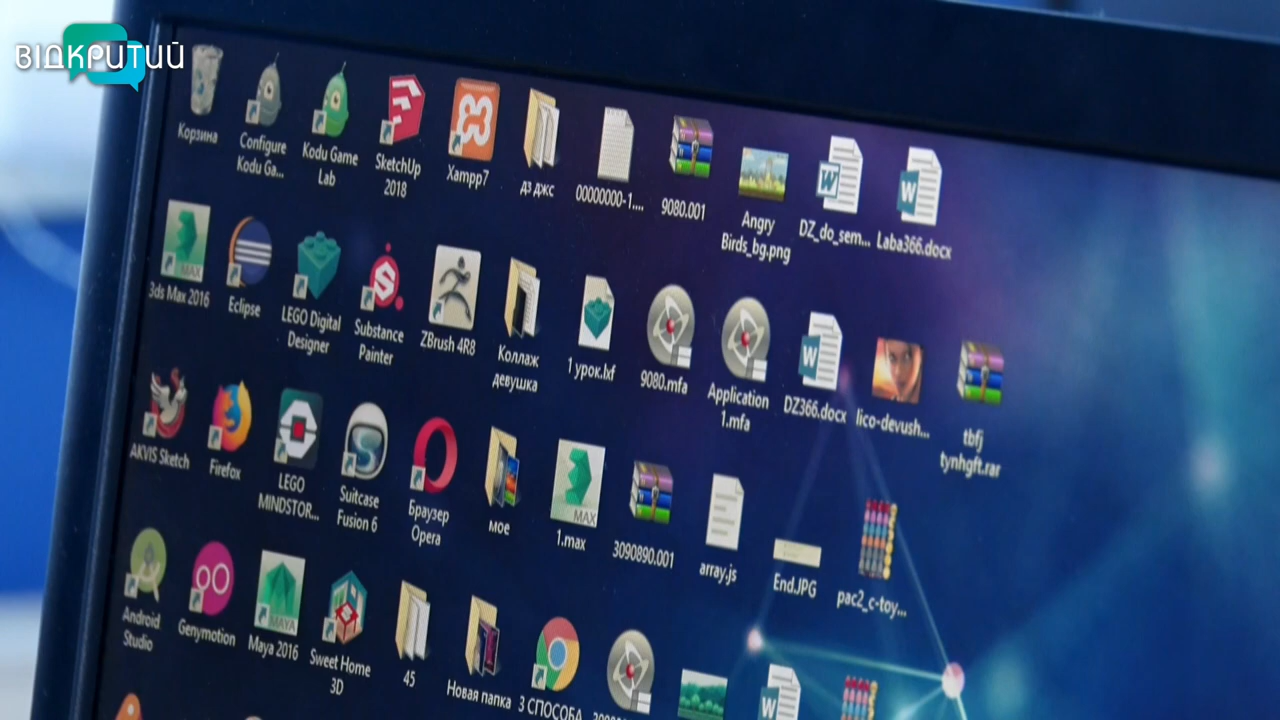 ВІДКРИТИЙ
Корзина
Configure
Kodu Ga...
Kodu Game
Lab
SketchUp
2018
Xampp7
дз джс
00000000-1....
9080.001
Angry
Birds_bg.png
DZ_do_sem...
Laba366.docx
MAX
3ds Max 2016
Eclipse
LEGO Digital
Designer
Substance
Painter
ZBrush 4R8
Коллаж
девушка
1 урок.lxf
9080.mfa
Application
1.mfa
DZ366.docx
lico-devush...
tbfj
tynhgft.rar
AKVIS Sketch
Firefox
LEGO
MINDSTOR...
Suitcase
Fusion 6
Браузер
Opera
мое
MAX
1.max
3090890.001
array.js
End.JPG
pac2_c-toy...
Android
Studio
Genymotion
MAYA
Maya 2016
Sweet Home
3D
45
Новая папка
3 СПОСОБА